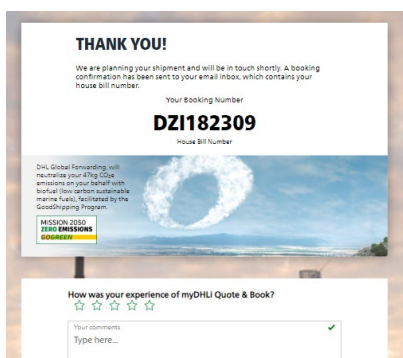 THANK YOU!
We are planning your shipment and will be in touch shortly. A booking
confirmation has been sent to your email inbox, which contains your
house bill number.
Your Booking Number
DZI182309
House Bill Number
DHL Global Forwarding, will
neutralize your 47kg CO₂e
emissions on your behalf with
biofuel (low carbon sustainable
marine fuels), facilitated by the
GoodShipping Program.
MISSION 2050
ZERO EMISSIONS
GOGREEN
How was your experience of myDHLi Quote & Book?
Your comments
Type here...